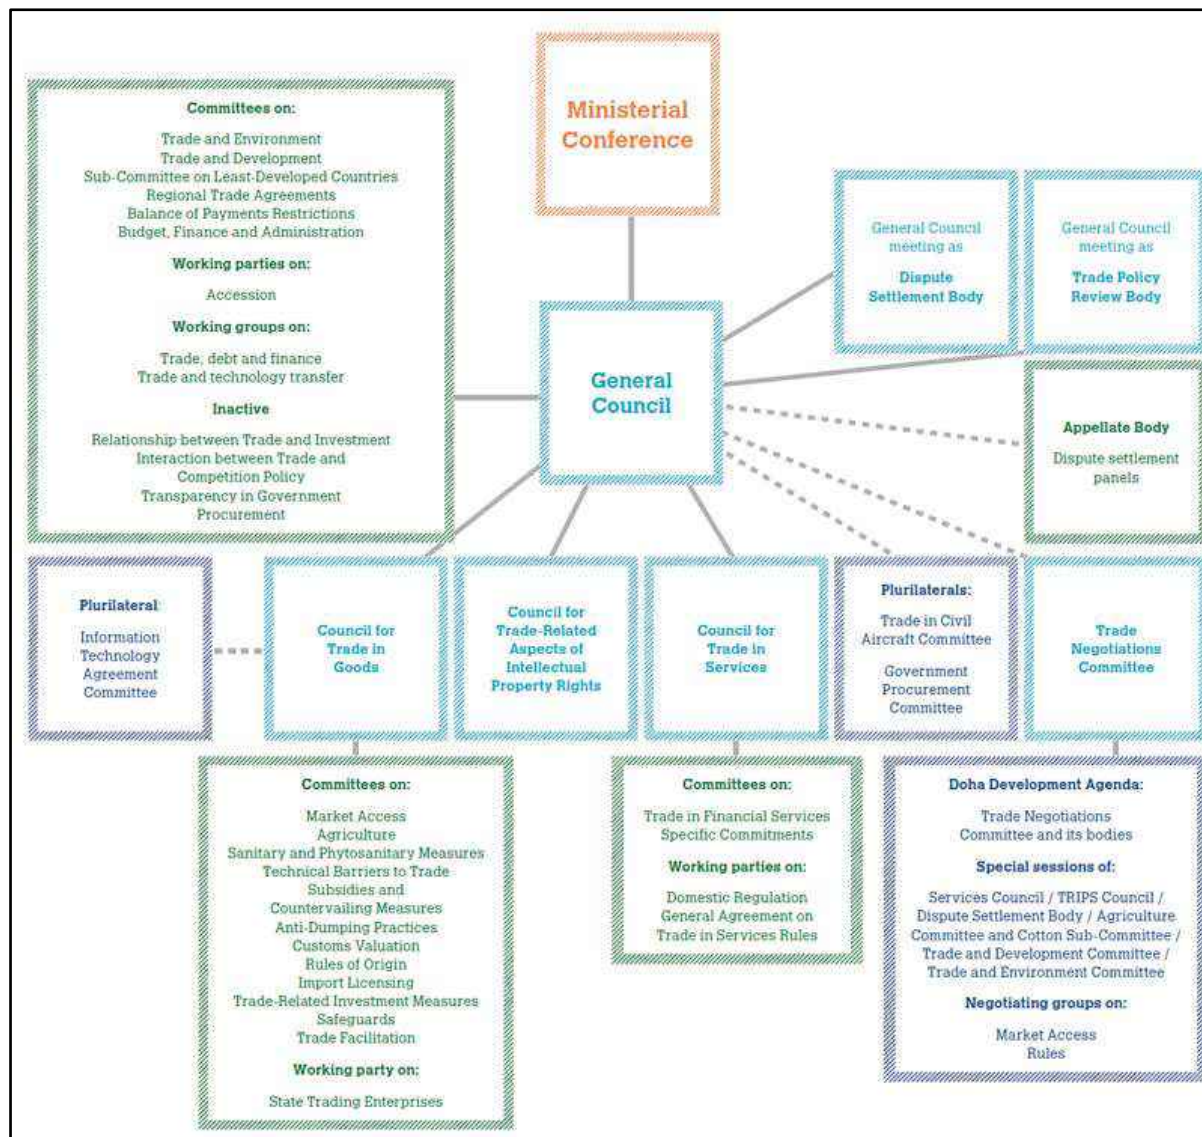 Ministerial
Conference
Committees on:
Trade and Environment
Trade and Development
Sub-Committee on Least-Developed Countries
Regional Trade Agreements
Balance of Payments Restrictions
Budget, Finance and Administration
Working parties on:
Accession
Working groups on:
Trade, debt and finance
Trade and technology transfer
Inactive
Relationship between Trade and Investment
Interaction between Trade and
Competition Policy
Transparency in Government
Procurement
General
Council
General Council
meeting as
Dispute
Settlement Body
General Council
meeting as
Trade Policy
Review Body
Appellate Body
Dispute settlement
panels
Plurilateral
Information
Technology
Agreement
Committee
Council for
Trade in
Goods
Council for
Trade-Related
Aspects of
Intellectual
Property Rights
Council for
Trade in
Services
Plurilaterals:
Trade in Civil
Aircraft Committee
Government
Procurement
Committee
Trade
Negotiations
Committee
Committees on:
Market Access
Agriculture
Sanitary and Phytosanitary Measures
Technical Barriers to Trade
Subsidies and
Countervailing Measures
Anti-Dumping Practices
Customs Valuation
Rules of Origin
Import Licensing
Trade-Related Investment Measures
Safeguards
Trade Facilitation
Working party on:
State Trading Enterprises
Committees on:
Trade in Financial Services
Specific Commitments
Working parties on:
Domestic Regulation
General Agreement on
Trade in Services Rules
Doha Development Agenda:
Trade Negotiations
Committee and its bodies
Special sessions of:
Services Council / TRIPS Council /
Dispute Settlement Body / Agriculture
Committee and Cotton Sub-Committee /
Trade and Development Committee /
Trade and Environment Committee
Negotiating groups on:
Market Access
Rules